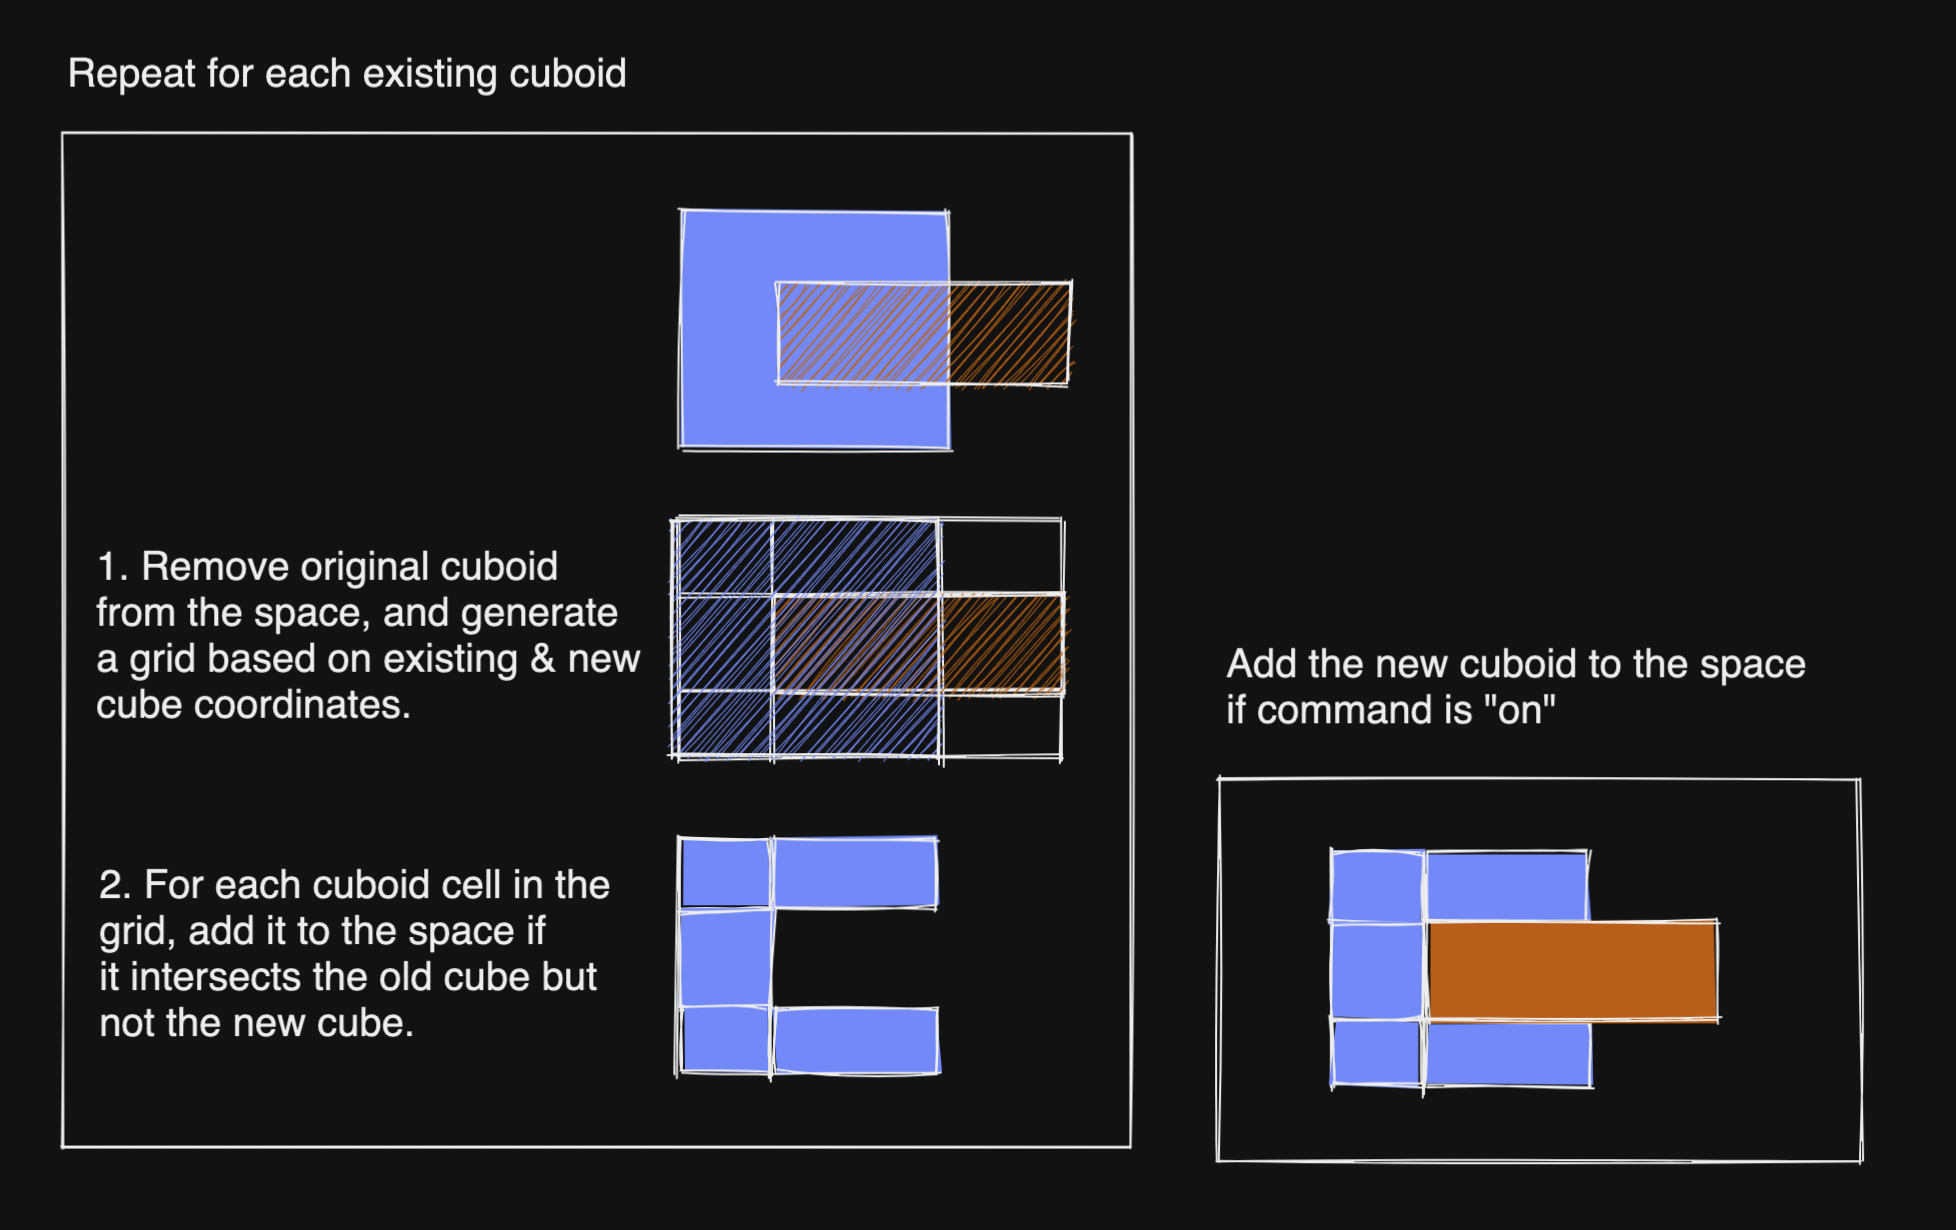 Repeat for each existing cuboid
1. Remove original cuboid
from the space, and generate
a grid based on existing & new
cube coordinates.
2. For each cuboid cell in the
grid, add it to the space if
it intersects the old cube but
not the new cube.
Add the new cuboid to the space
if command is "on"